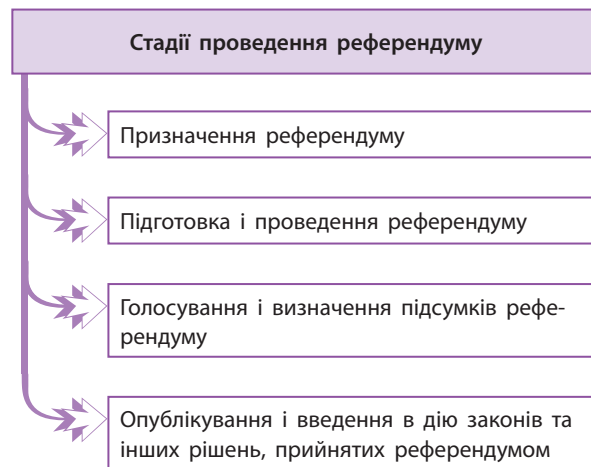 Стадії проведення референдуму
Призначення референдуму
Підготовка і проведення референдуму
Голосування і визначення підсумків рефе-
рендуму
Опублікування і введення в дію законів та
інших рішень, прийнятих референдумом